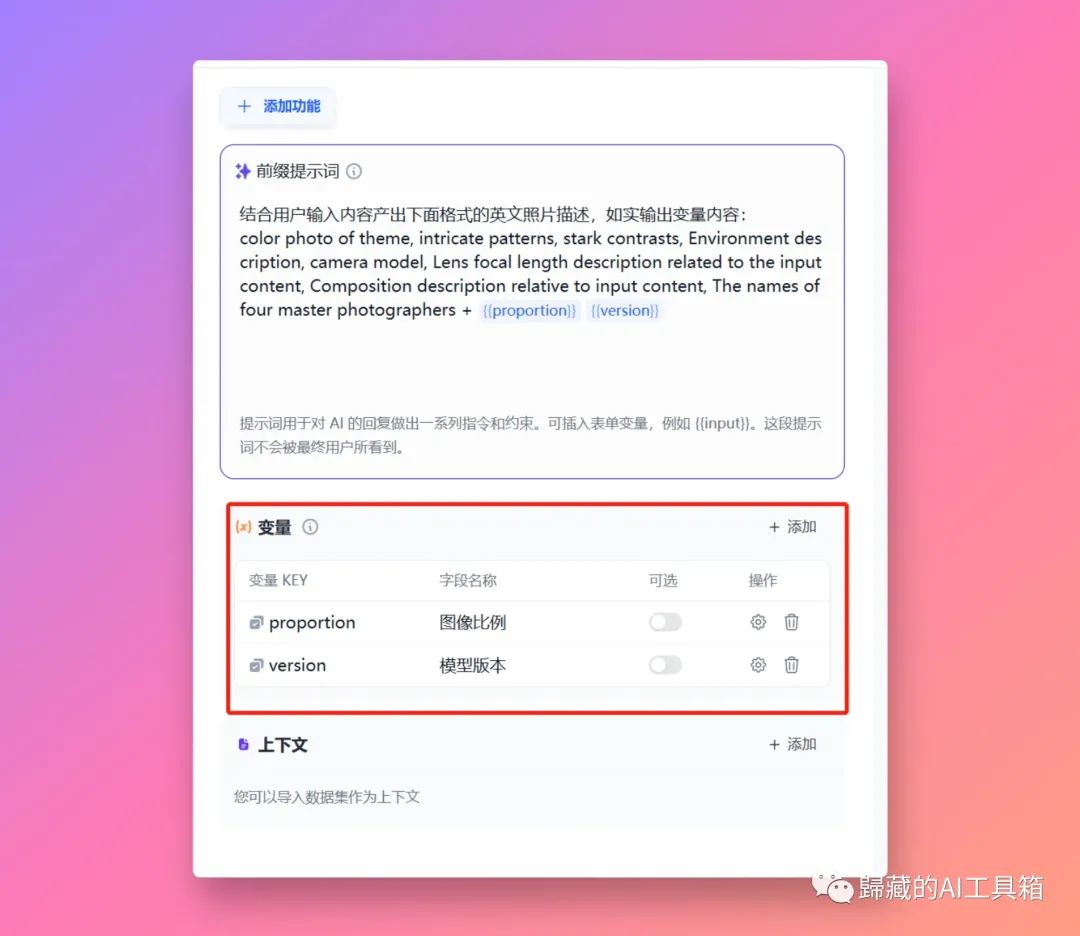 + 添加功能
前缀提示词
结合用户输入内容产出下面格式的英文照片描述，如实输出变量内容：
color photo of theme, intricate patterns, stark contrasts, Environment des
cription, camera model, Lens focal length description related to the input
content, Composition description relative to input content, The names of
four master photographers + {{proportion}} {{version}}
提示词用于对 AI 的回复做出一系列指令和约束。可插入表单变量，例如 {{input}}。这段提示
词不会被最终用户所看到。
(x) 变量 + 添加
变量 KEY 字段名称 可选 操作
proportion 图像比例
version 模型版本
上下文 + 添加
您可以导入数据集作为上下文
歸藏的AI工具箱